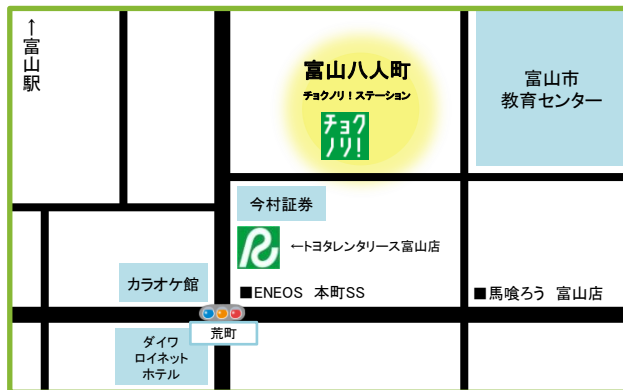 ↑富山駅
富山八人町
チョクノリ！ステーション
チョク
ノリ！
富山市
教育センター
今村証券
R
←トヨタレンタリース富山店
カラオケ館
■ENEOS 本町SS
■馬喰ろう 富山店
荒町
ダイワ
ロイネット
ホテル